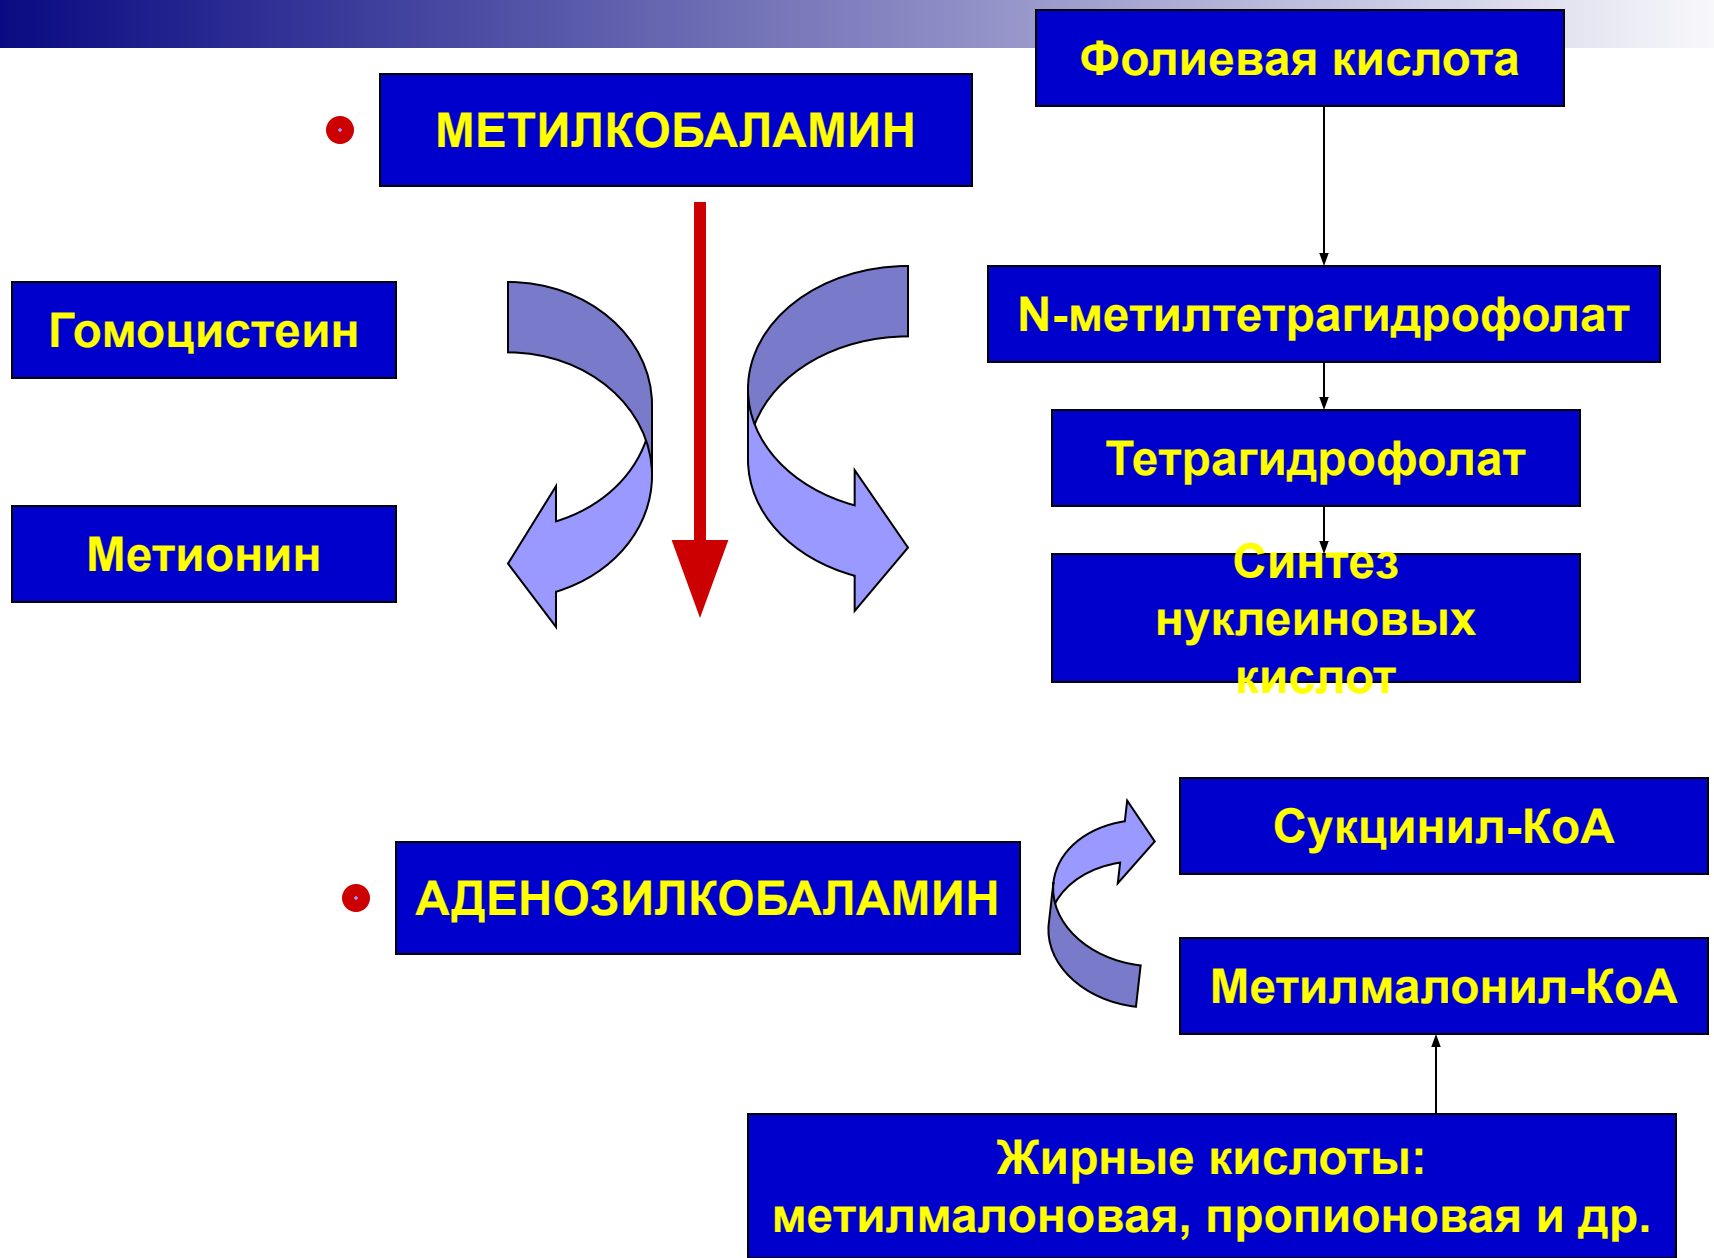 Фолиевая кислота
МЕТИЛКОБАЛАМИН
Гомоцистеин
N-метилтетрагидрофолат
Тетрагидрофолат
Метионин
Синтез
нуклеиновых
кислот
Сукцинил-КоА
АДЕНОЗИЛКОБАЛАМИН
Метилмалонил-КоА
Жирные кислоты:
метилмалоновая, пропионовая и др.